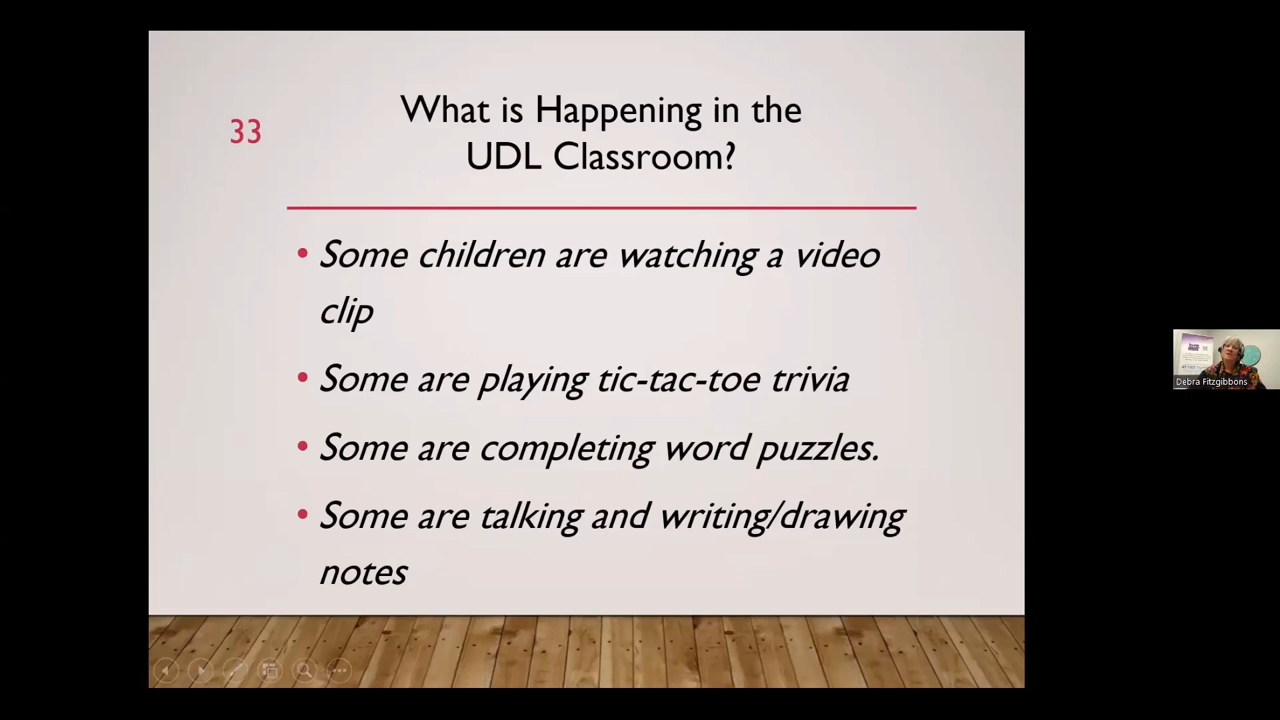 33
What is Happening in the
UDL Classroom?
• Some children are watching a video
clip
• Some are playing tic-tac-toe trivia
• Some are completing word puzzles.
• Some are talking and writing/drawing
notes
Debra Fitzgibbons